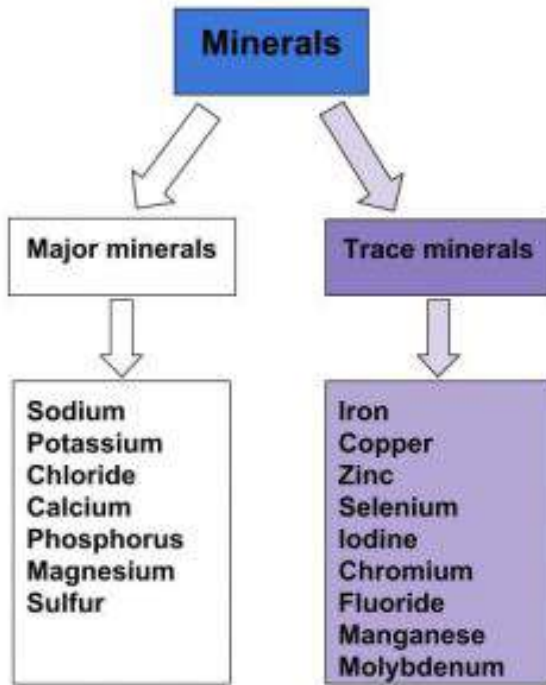 Minerals
Major minerals
Trace minerals
Sodium
Potassium
Chloride
Calcium
Phosphorus
Magnesium
Sulfur
Iron
Copper
Zinc
Selenium
Iodine
Chromium
Fluoride
Manganese
Molybdenum